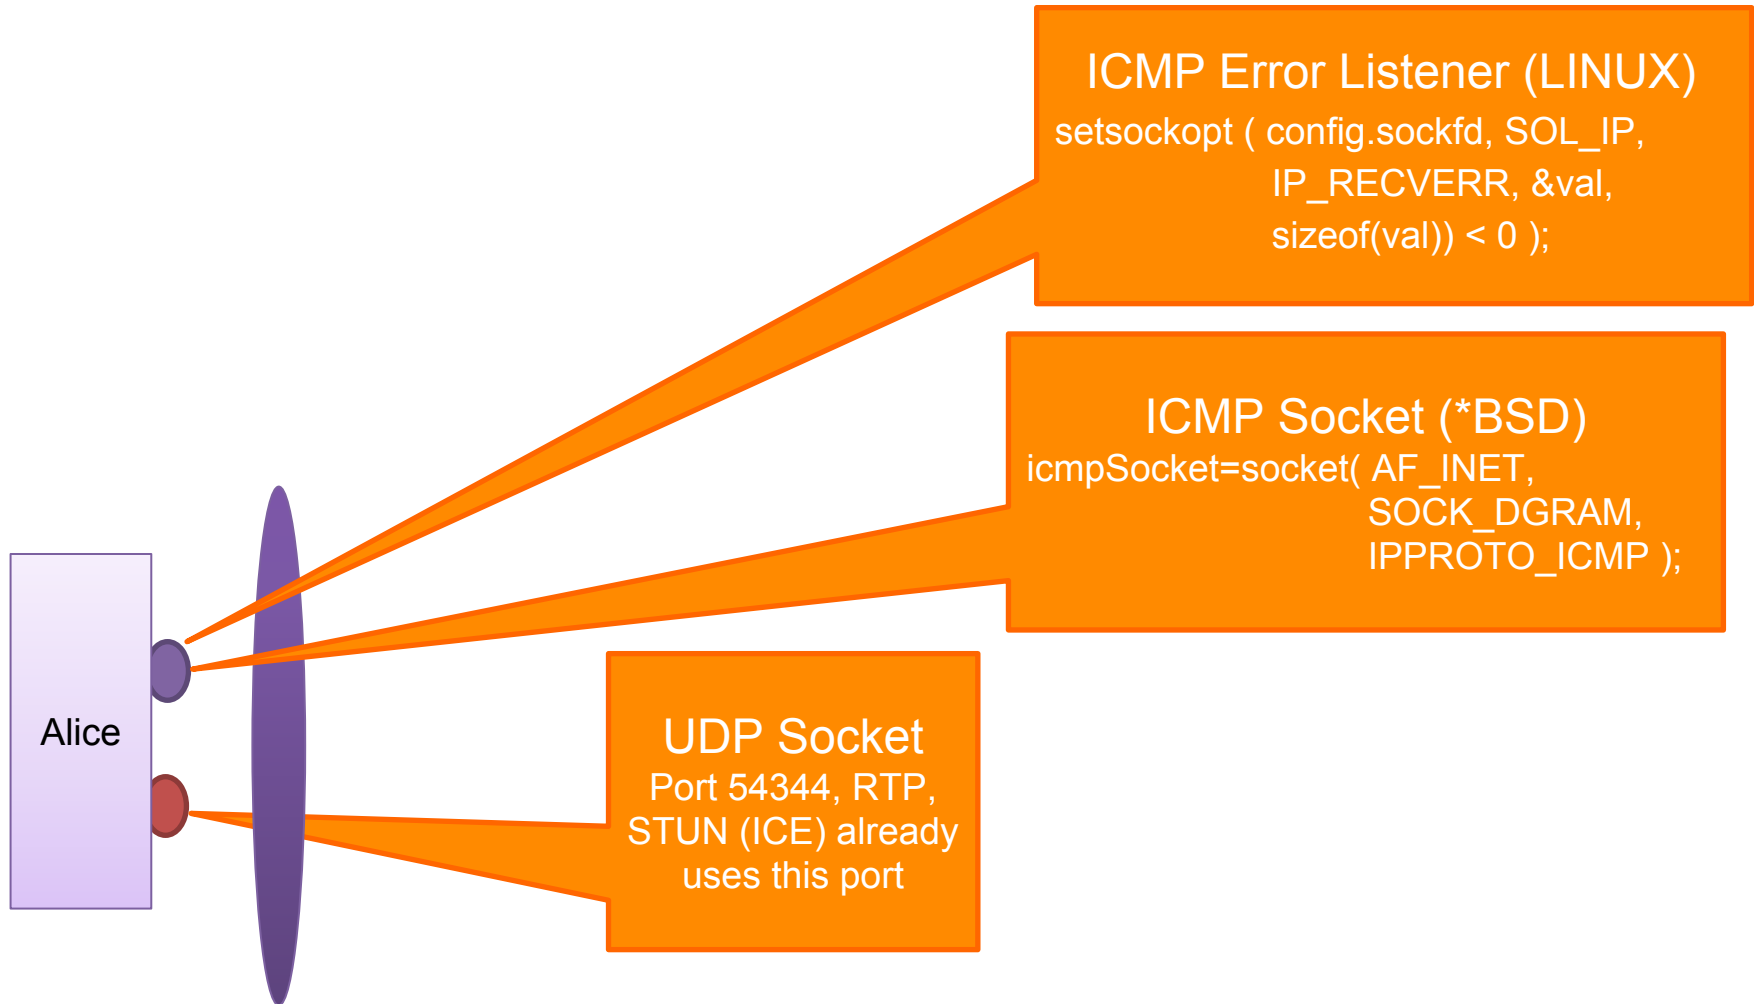 ICMP Error Listener (LINUX)
setsockopt ( config.sockfd, SOL_IP,
IP_RECVERR, &val,
sizeof(val)) < 0 );
ICMP Socket (*BSD)
icmpSocket=socket( AF_INET,
SOCK_DGRAM,
IPPROTO_ICMP );
Alice
UDP Socket
Port 54344, RTP,
STUN (ICE) already
uses this port